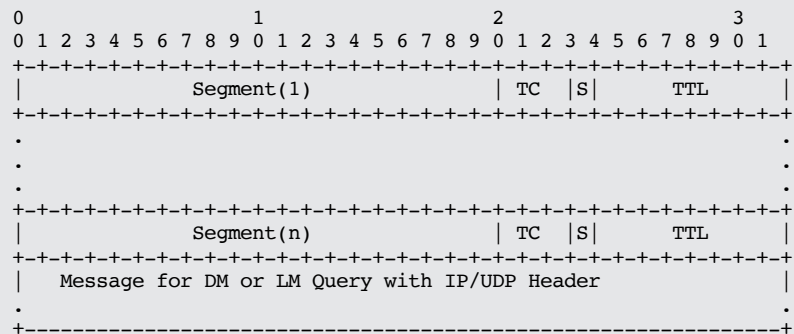 0                   1                   2                   3
0 1 2 3 4 5 6 7 8 9 0 1 2 3 4 5 6 7 8 9 0 1 2 3 4 5 6 7 8 9 0 1
+-+-+-+-+-+-+-+-+-+-+-+-+-+-+-+-+-+-+-+-+-+-+-+-+-+-+-+-+-+-+-+-+
|              Segment(1)               | TC  |S|      TTL      |
+-+-+-+-+-+-+-+-+-+-+-+-+-+-+-+-+-+-+-+-+-+-+-+-+-+-+-+-+-+-+-+-+
.                                                               .
.                                                               .
.                                                               .
+-+-+-+-+-+-+-+-+-+-+-+-+-+-+-+-+-+-+-+-+-+-+-+-+-+-+-+-+-+-+-+-+
|              Segment(n)               | TC  |S|      TTL      |
+-+-+-+-+-+-+-+-+-+-+-+-+-+-+-+-+-+-+-+-+-+-+-+-+-+-+-+-+-+-+-+-+
|   Message for DM or LM Query with IP/UDP Header               |
.                                                               .
+---------------------------------------------------------------+